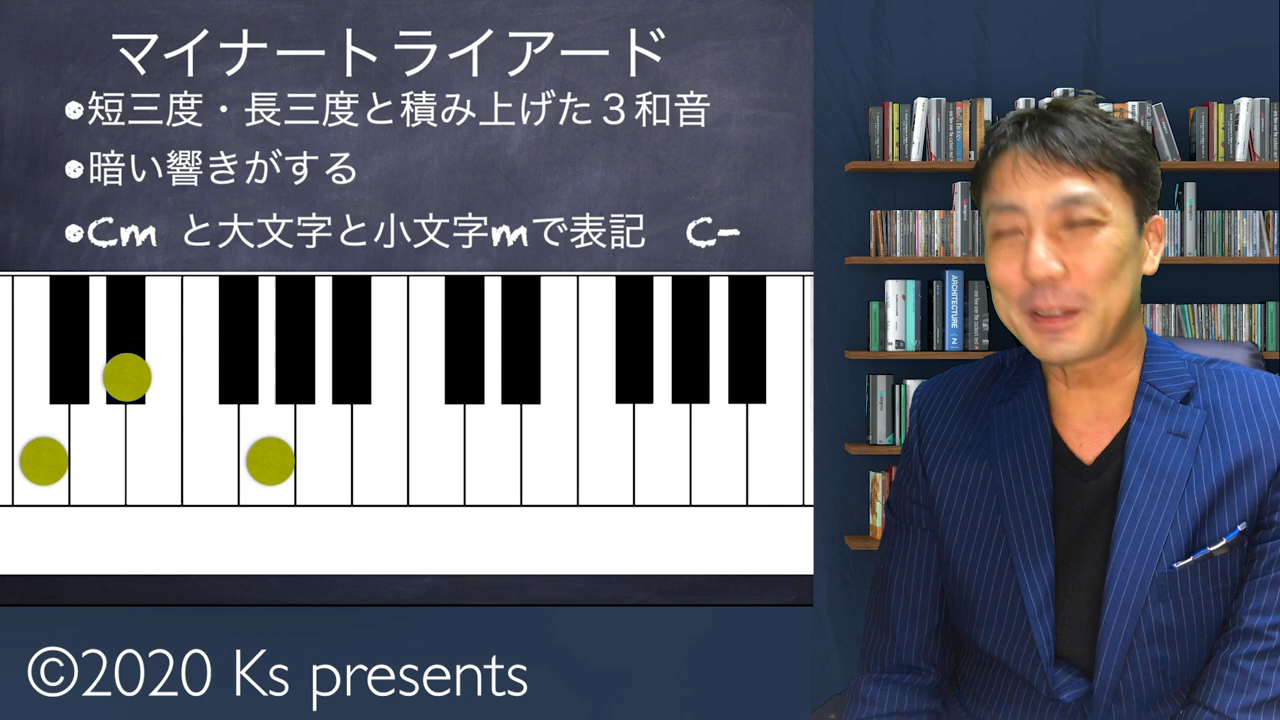 マイナートライアード
●短三度・長三度と積み上げた３和音
●暗い響きがする
●Cm と大文字と小文字mで表記　C-
ARCHITECTURE
©2020 Ks presents